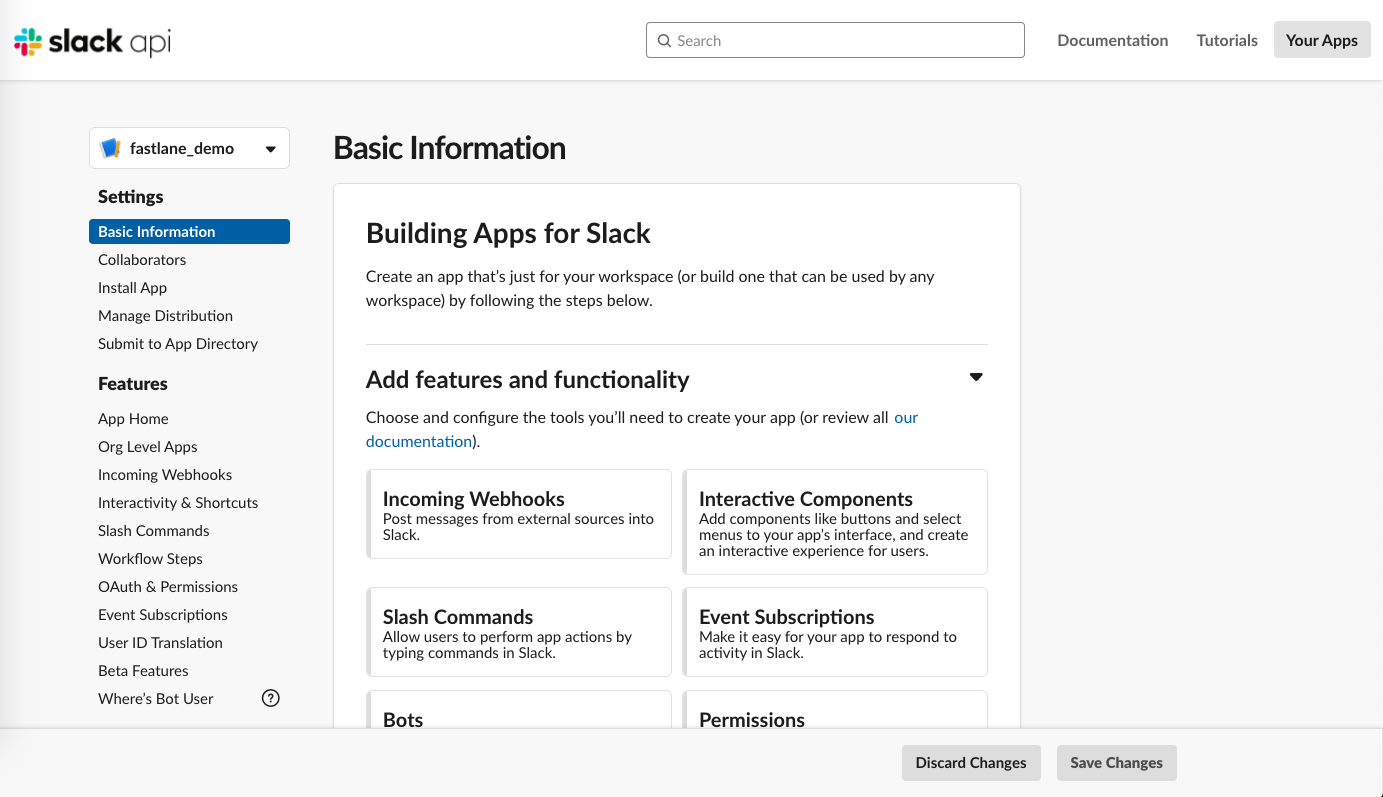 slack api
Search
Documentation
Tutorials
Your Apps
fastlane_demo
Settings
Basic Information
Collaborators
Install App
Manage Distribution
Submit to App Directory
Features
App Home
Org Level Apps
Incoming Webhooks
Interactivity & Shortcuts
Slash Commands
Workflow Steps
OAuth & Permissions
Event Subscriptions
User ID Translation
Beta Features
Where’s Bot User
?
Basic Information
Building Apps for Slack
Create an app that’s just for your workspace (or build one that can be used by any
workspace) by following the steps below.
Add features and functionality
Choose and configure the tools you’ll need to create your app (or review all our
documentation).
Incoming Webhooks
Post messages from external sources into
Slack.
Interactive Components
Add components like buttons and select
menus to your app’s interface, and create
an interactive experience for users.
Slash Commands
Allow users to perform app actions by
typing commands in Slack.
Event Subscriptions
Make it easy for your app to respond to
activity in Slack.
Bots
Permissions
Discard Changes
Save Changes